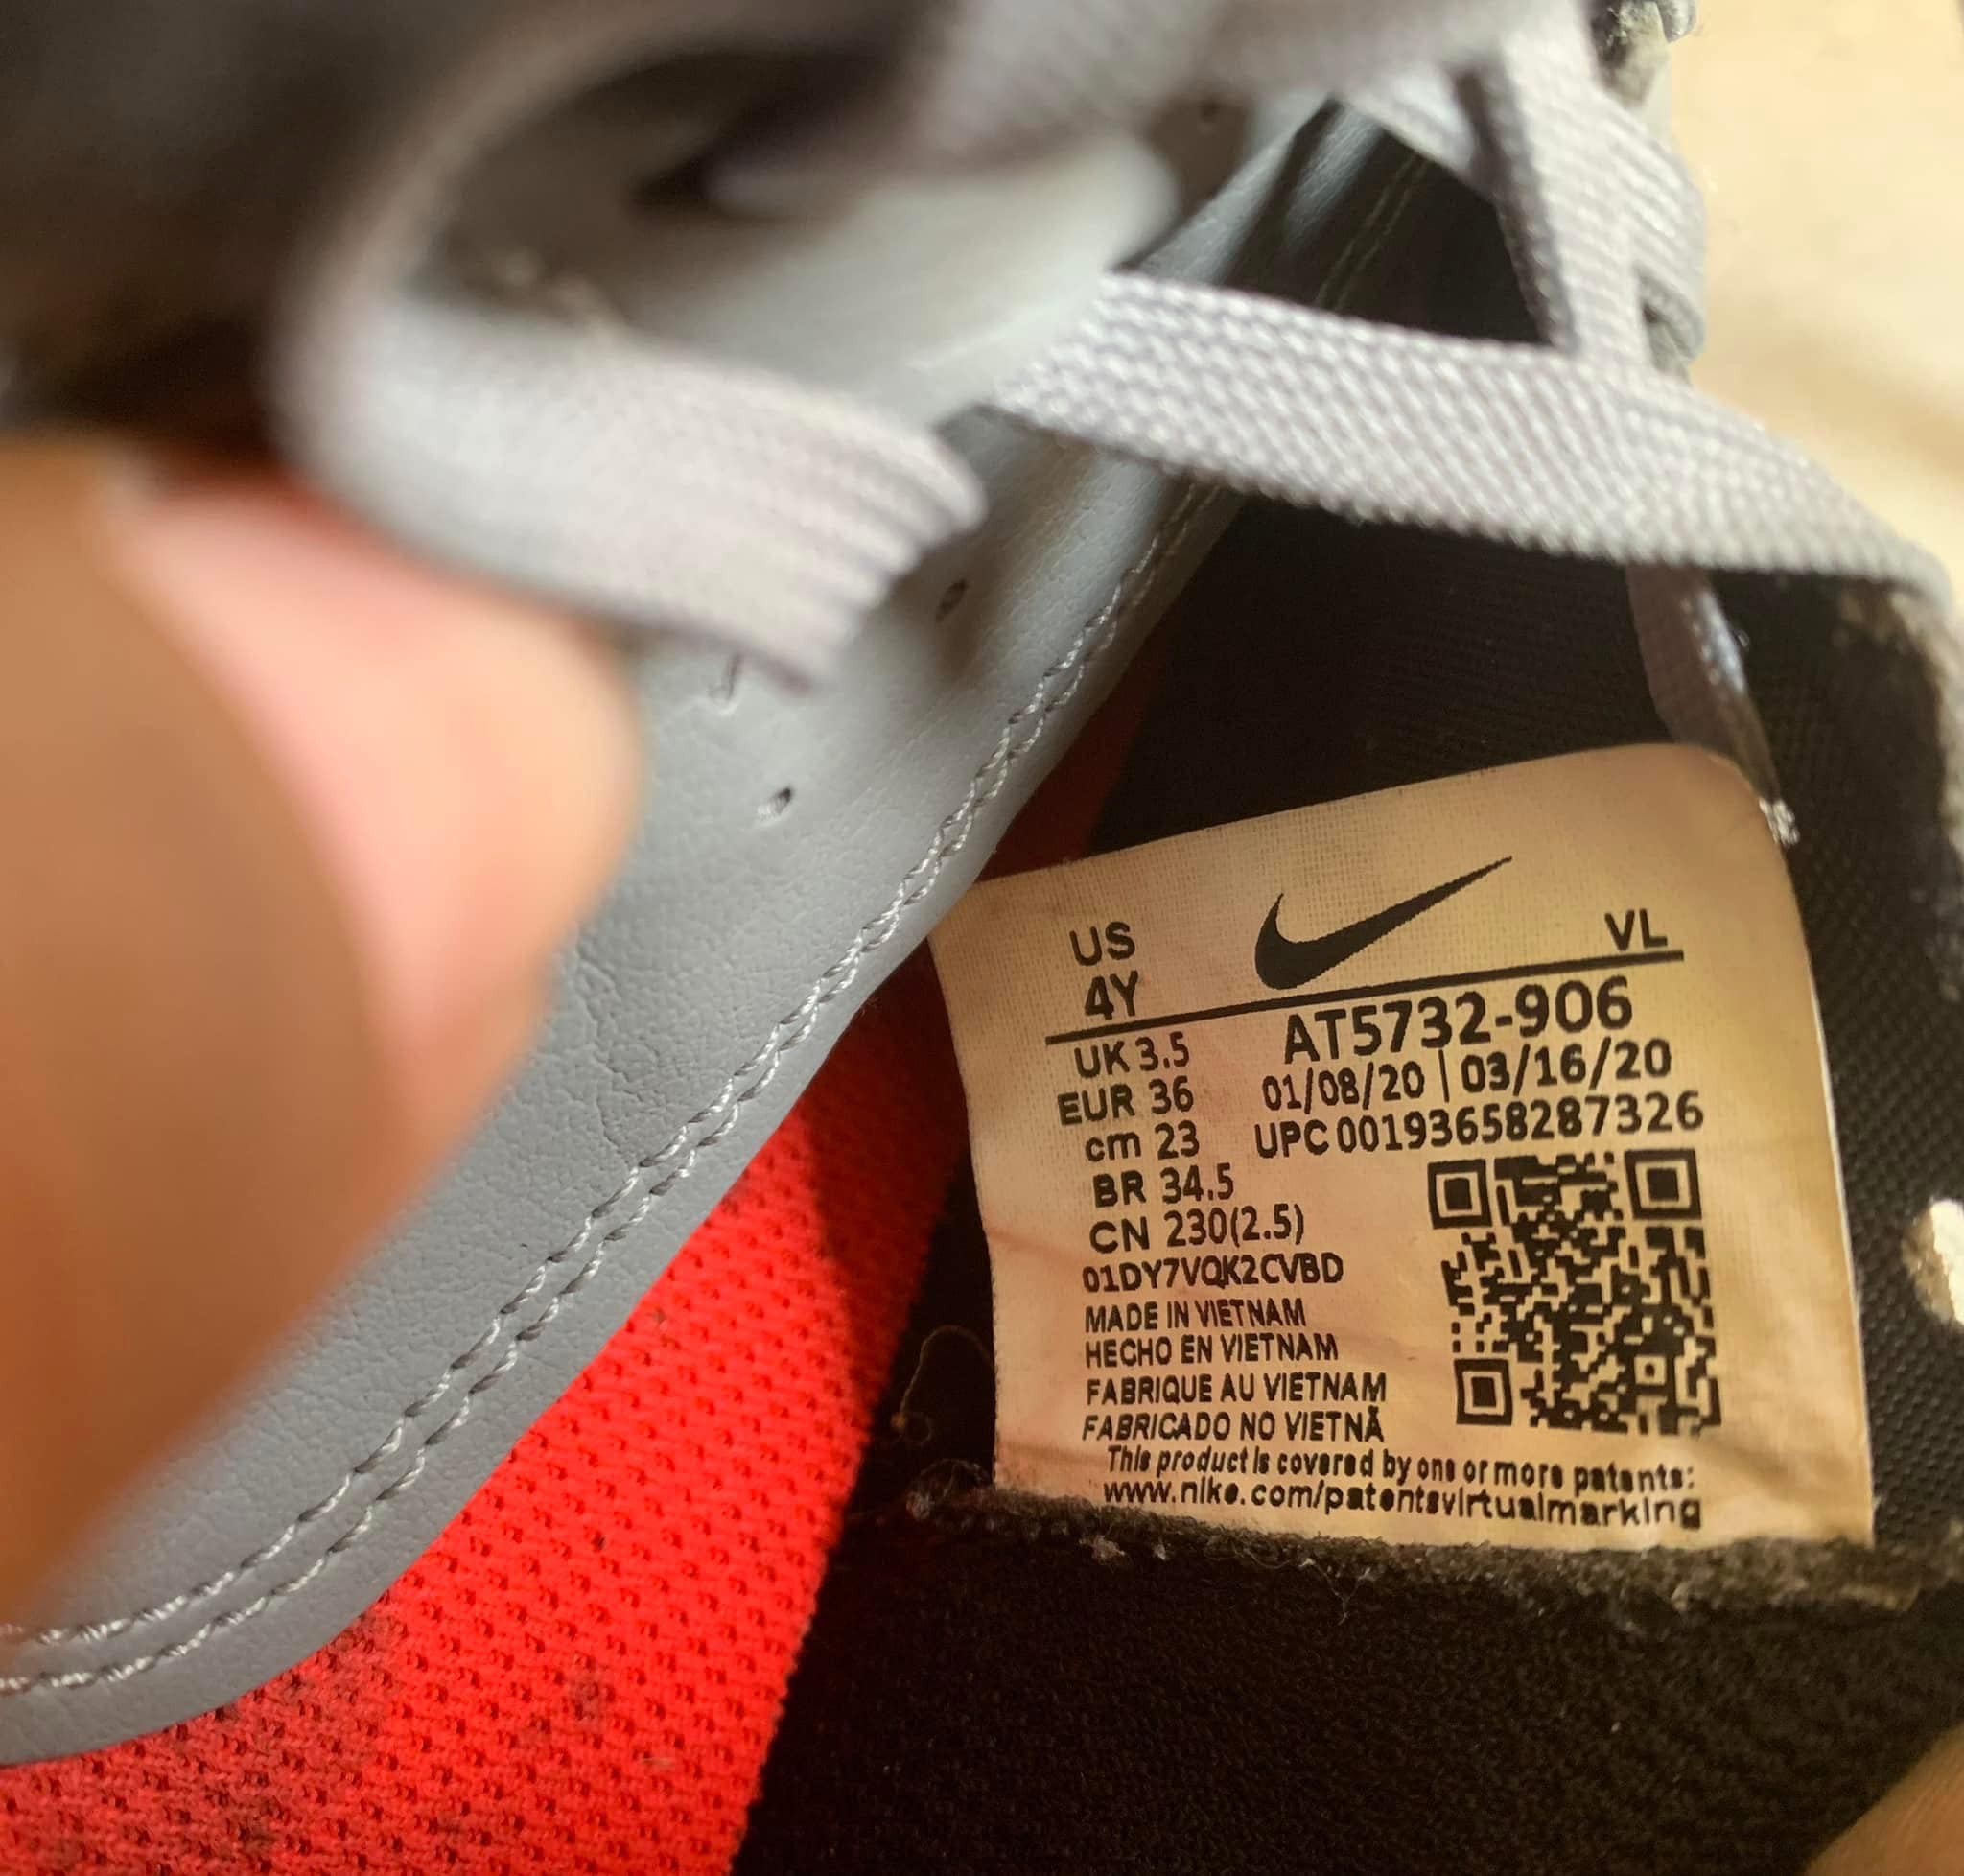 US VL
4Y
UK 3.5 AT5732-906
EUR 36 01/08/20 | 03/16/20
cm 23 UPC 00193658287326
BR 34.5
CN 230(2.5)
01DY7VQK2CVBD
MADE IN VIETNAM
HECHO EN VIETNAM
FABRIQUE AU VIETNAM
FABRICADO NO VIETNÃ
This product is covered by one or more patents:
www.nike.com/patentsvirtualmarking